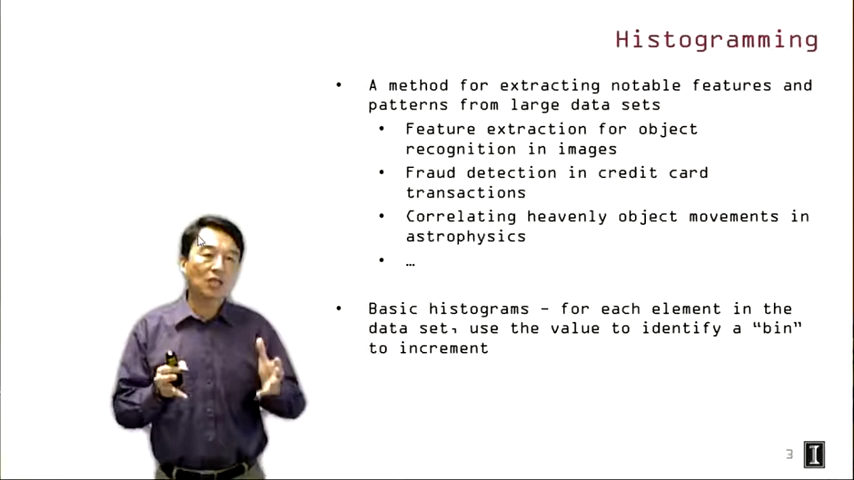 Histogramming
• A method for extracting notable features and
patterns from large data sets
• Feature extraction for object
recognition in images
• Fraud detection in credit card
transactions
• Correlating heavenly object movements in
astrophysics
• …
• Basic histograms – for each element in the
data set, use the value to identify a “bin”
to increment
3
I